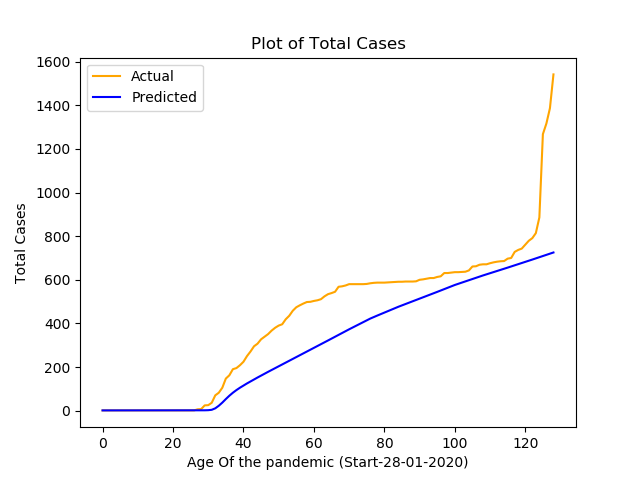 Plot of Total Cases
Actual
Predicted
1600
1400
1200
1000
800
600
400
200
0
Total Cases
0 20 40 60 80 100 120
Age Of the pandemic (Start-28-01-2020)